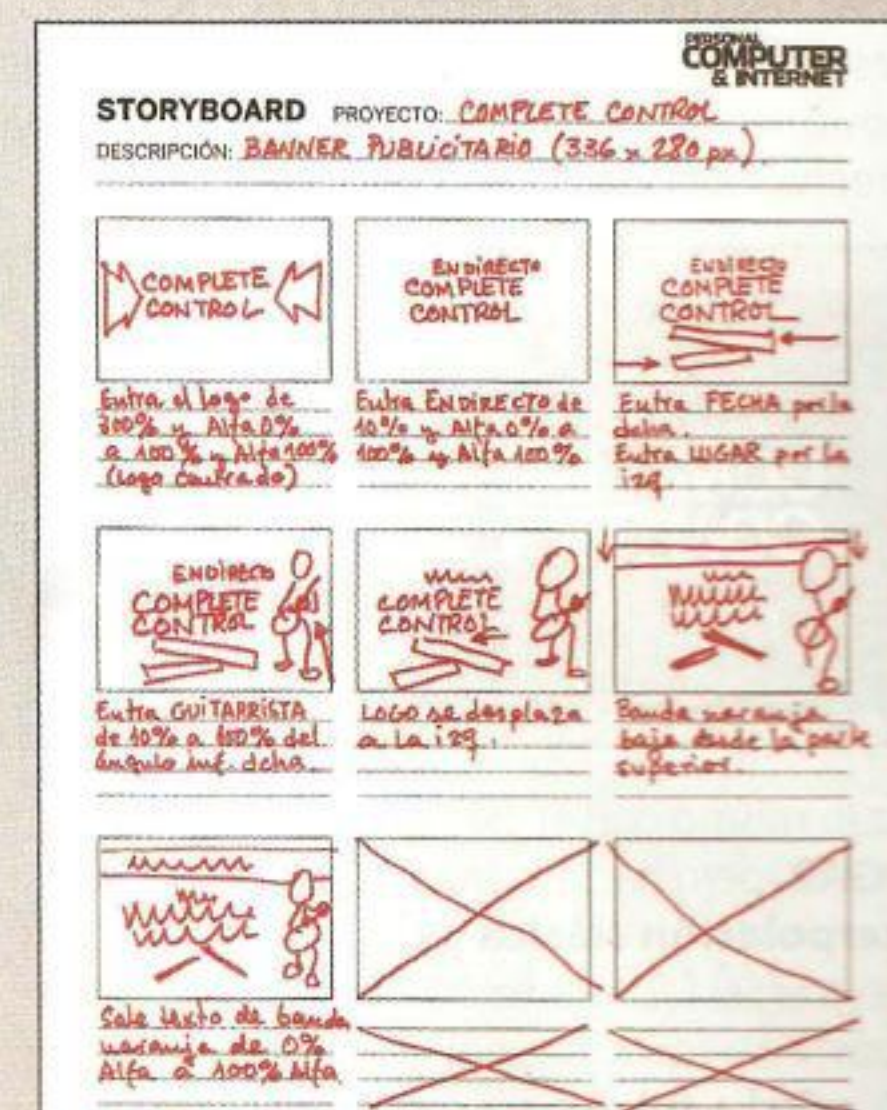 PERSONAL
COMPUTER
& INTERNET
STORYBOARD PROYECTO: COMPLETE CONTROL
DESCRIPCIÓN: BANNER PUBLICITARIO (336 x 280 px)
COMPLETE
CONTROL
Entra el logo de
300% y Alfa 0%
a 100% y Alfa 100%
(Logo centrado)
EN DIRECTO
COMPLETE
CONTROL
Entra EN DIRECTO de
10% y Alfa 0% a
100% y Alfa 100%
EN DIRECTO
COMPLETE
CONTROL
Entra FECHA por la
dcha.
Entra LUGAR por la
izq.
EN DIRECTO
COMPLETE
CONTROL
Entra GUITARRISTA
de 10% a 100% del
ángulo inf. dcha.
COMPLETE
CONTROL
LOGO se desplaza
a la izq.
Banda naranja
baja desde la parte
superior.
Sale texto de banda
naranja de 0%
Alfa a 100% Alfa